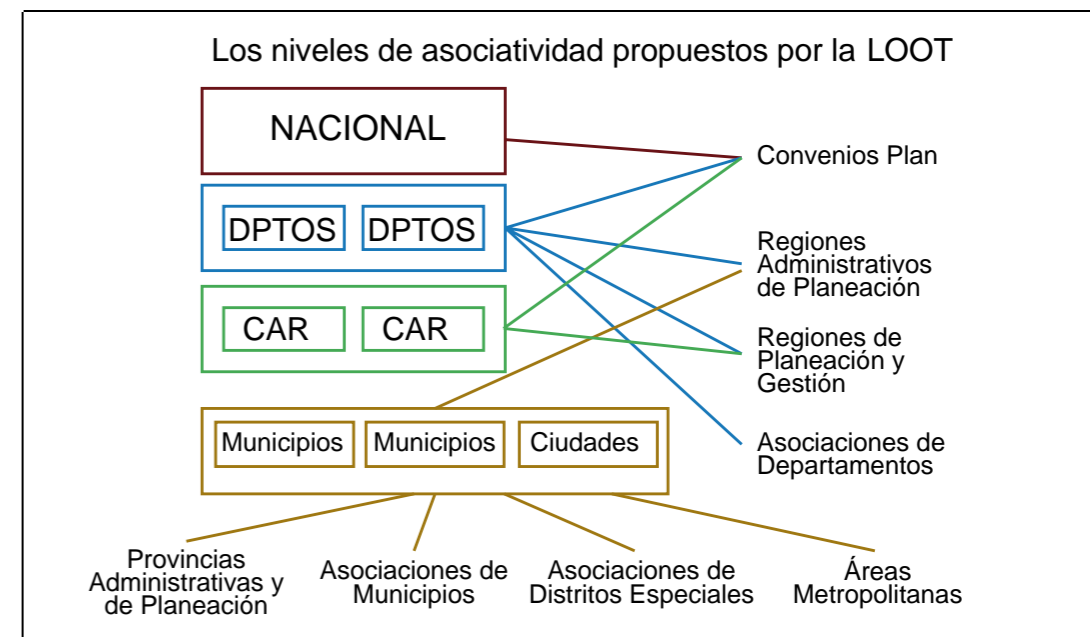 Los niveles de asociatividad propuestos por la LOOT
NACIONAL
DPTOS DPTOS
CAR CAR
Municipios Municipios Ciudades
Convenios Plan
Regiones
Administrativos
de Planeación
Regiones de
Planeación y
Gestión
Asociaciones de
Departamentos
Provincias
Administrativas y
de Planeación
Asociaciones de
Municipios
Asociaciones de
Distritos Especiales
Áreas
Metropolitanas